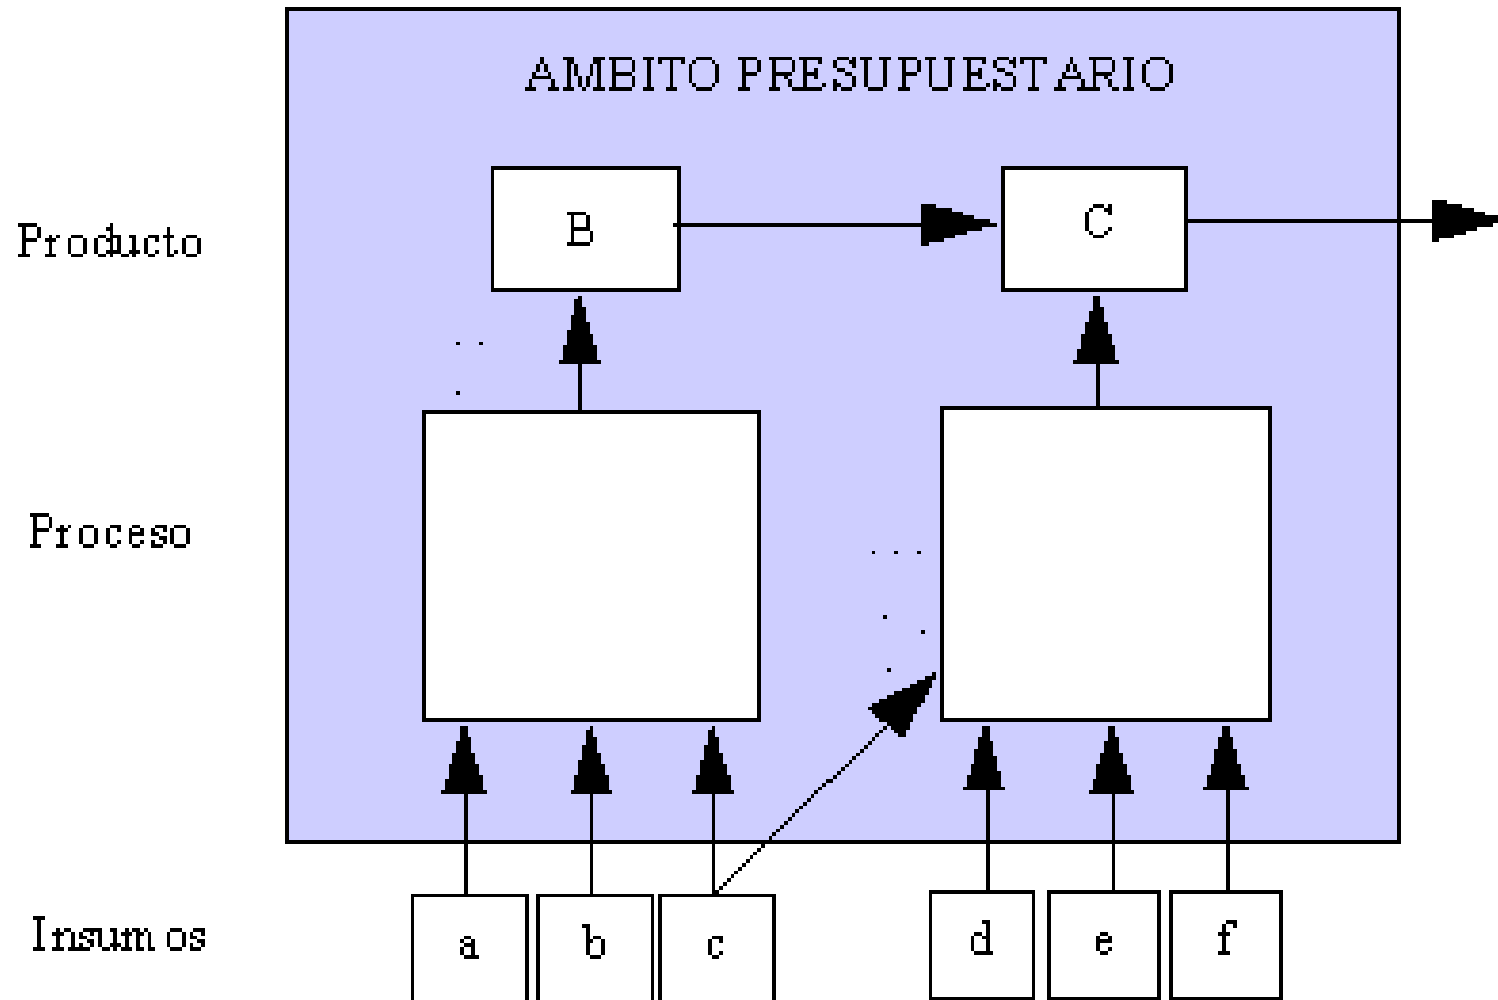 AMBITO PRESUPUESTARIO
Producto
B
C
Proceso
Insumos
a
b
c
d
e
f